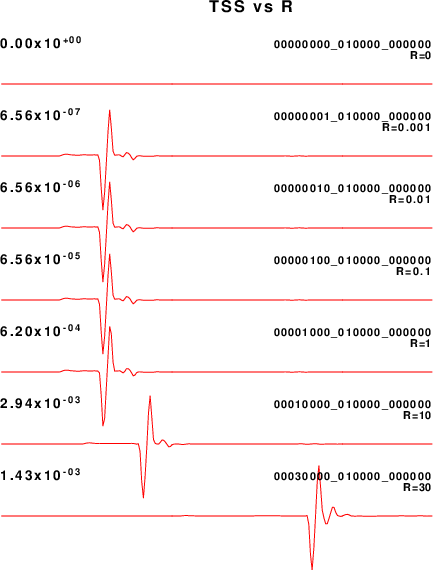 TSS vs R
0.00x10⁺⁰⁰ 00000000_010000_000000
R=0
6.56x10⁻⁰⁷ 00000001_010000_000000
R=0.001
6.56x10⁻⁰⁶ 00000010_010000_000000
R=0.01
6.56x10⁻⁰⁵ 00000100_010000_000000
R=0.1
6.20x10⁻⁰⁴ 00001000_010000_000000
R=1
2.94x10⁻⁰³ 00010000_010000_000000
R=10
1.43x10⁻⁰³ 00030000_010000_000000
R=30